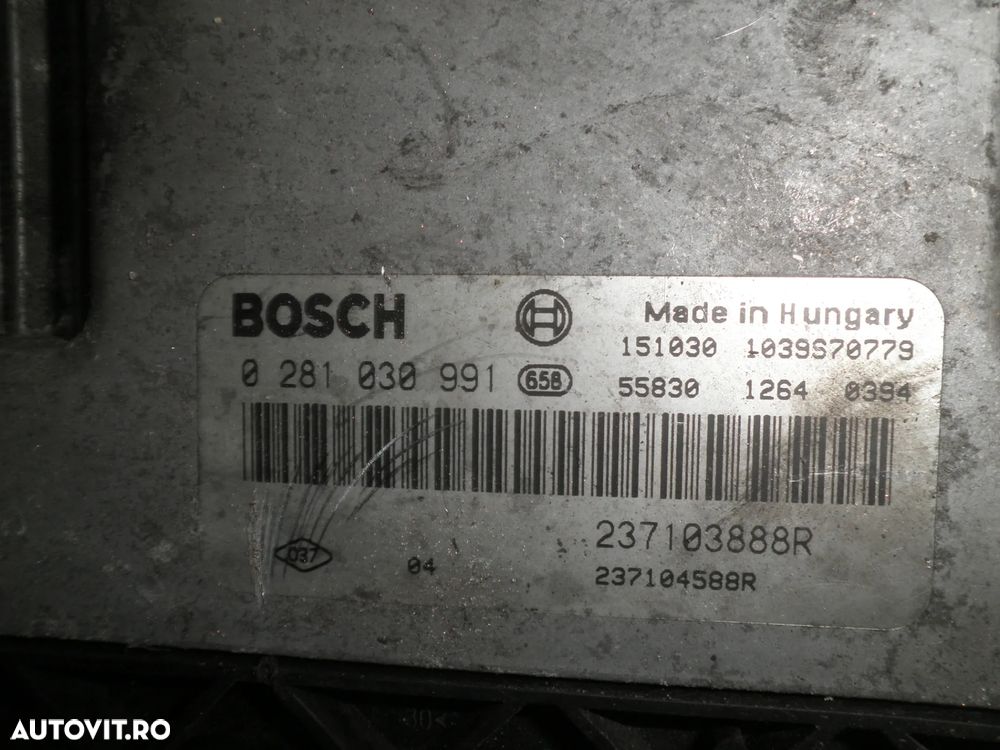 BOSCH
Made in Hungary
151030 1039S70779
0 281 030 991 658 55830 1264 0394
237103888R
037 04 237104588R
AUTOVIT.RO